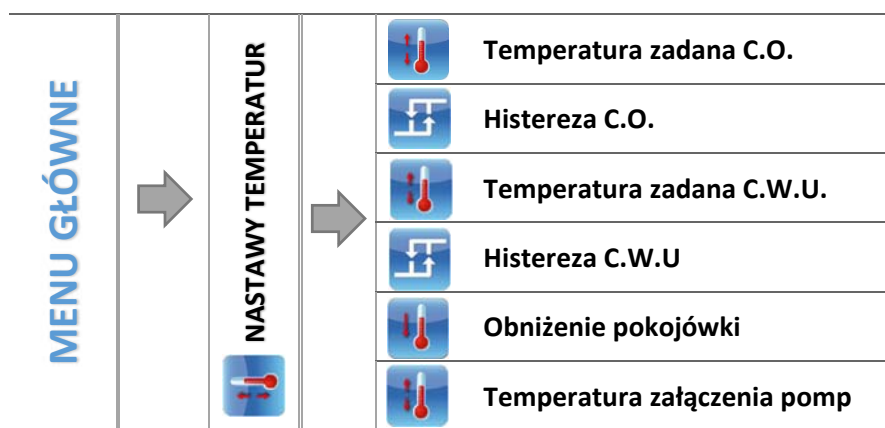 MENU GŁÓWNE
NASTAWY TEMPERATUR
Temperatura zadana C.O.
Histereza C.O.
Temperatura zadana C.W.U.
Histereza C.W.U
Obniżenie pokojówki
Temperatura załączenia pomp